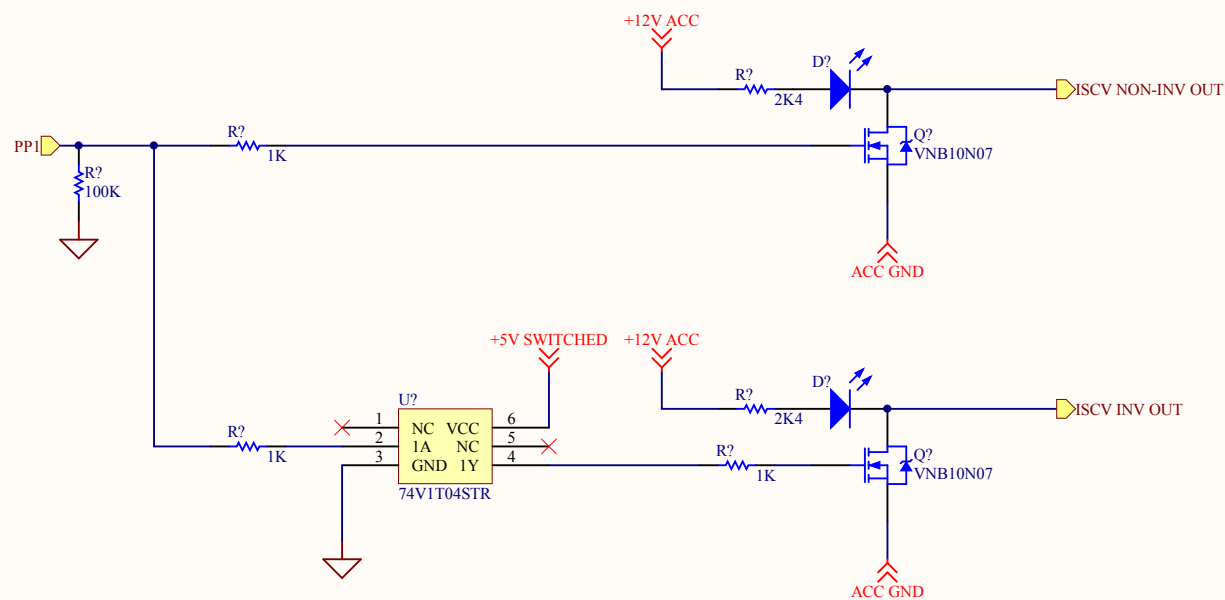 +12V ACC
R?
2K4
D?
ISCV NON-INV OUT
PP1
R?
1K
Q?
VNB10N07
R?
100K
ACC GND
+5V SWITCHED
+12V ACC
R?
2K4
D?
ISCV INV OUT
U?
1 NC VCC 6
2 1A NC 5
3 GND 1Y 4
74V1T04STR
R?
1K
R?
1K
Q?
VNB10N07
ACC GND